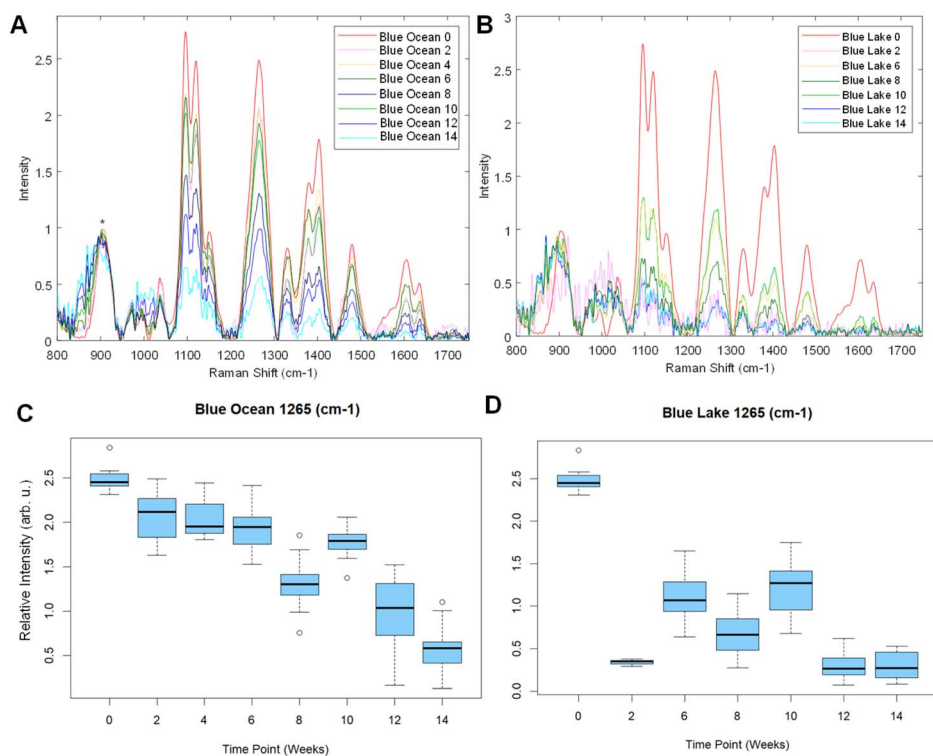 A
Blue Ocean 0
Blue Ocean 2
Blue Ocean 4
Blue Ocean 6
Blue Ocean 8
Blue Ocean 10
Blue Ocean 12
Blue Ocean 14
2.5
2
1.5
1
0.5
0
Intensity
*
800 900 1000 1100 1200 1300 1400 1500 1600 1700
Raman Shift (cm-1)
B
Blue Lake 0
Blue Lake 2
Blue Lake 6
Blue Lake 8
Blue Lake 10
Blue Lake 12
Blue Lake 14
3
2.5
2
1.5
1
0.5
0
Intensity
800 900 1000 1100 1200 1300 1400 1500 1600 1700
Raman Shift (cm-1)
C
Blue Ocean 1265 (cm-1)
Relative Intensity (arb. u.)
2.5
2.0
1.5
1.0
0.5
0 2 4 6 8 10 12 14
Time Point (Weeks)
D
Blue Lake 1265 (cm-1)
2.5
2.0
1.5
1.0
0.5
0.0
0 2 6 8 10 12 14
Time Point (Weeks)